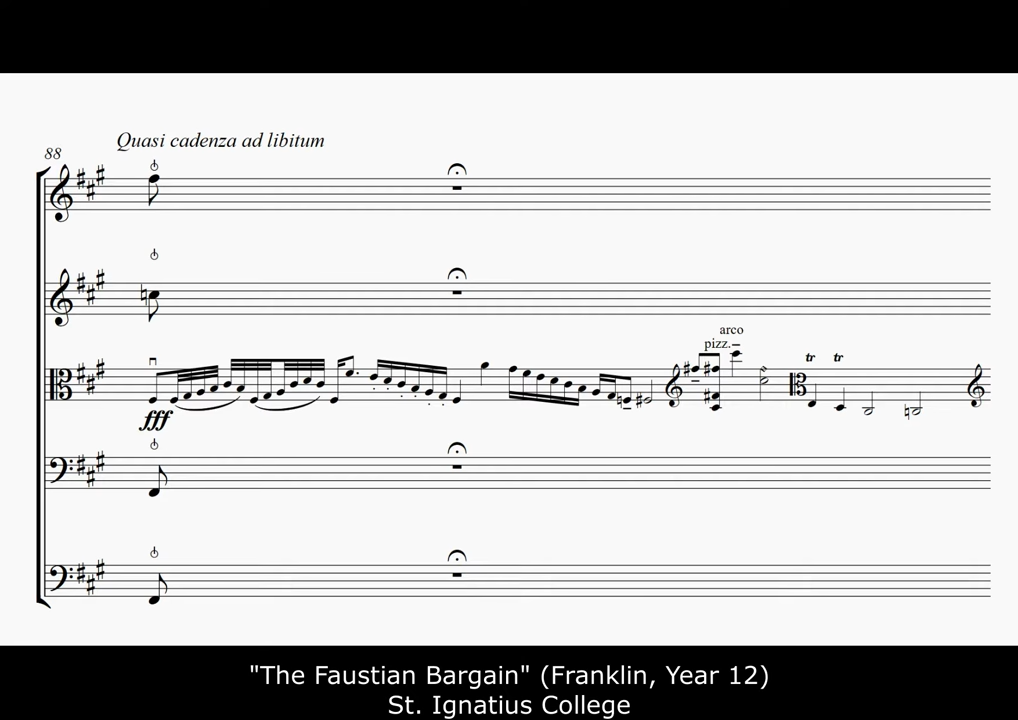 Quasi cadenza ad libitum
88
arco
pizz.
tr tr
fff
"The Faustian Bargain" (Franklin, Year 12)
St. Ignatius College